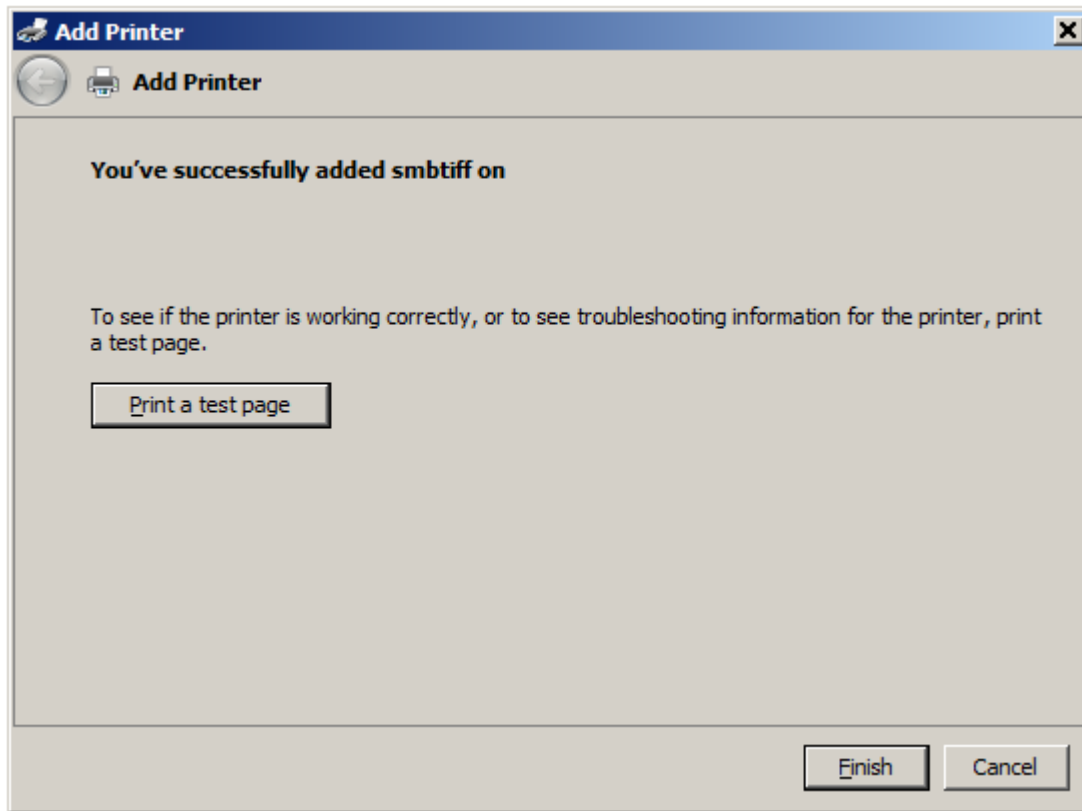 Add Printer
Add Printer
You've successfully added smbtiff on
To see if the printer is working correctly, or to see troubleshooting information for the printer, print
a test page.
Print a test page
Finish Cancel